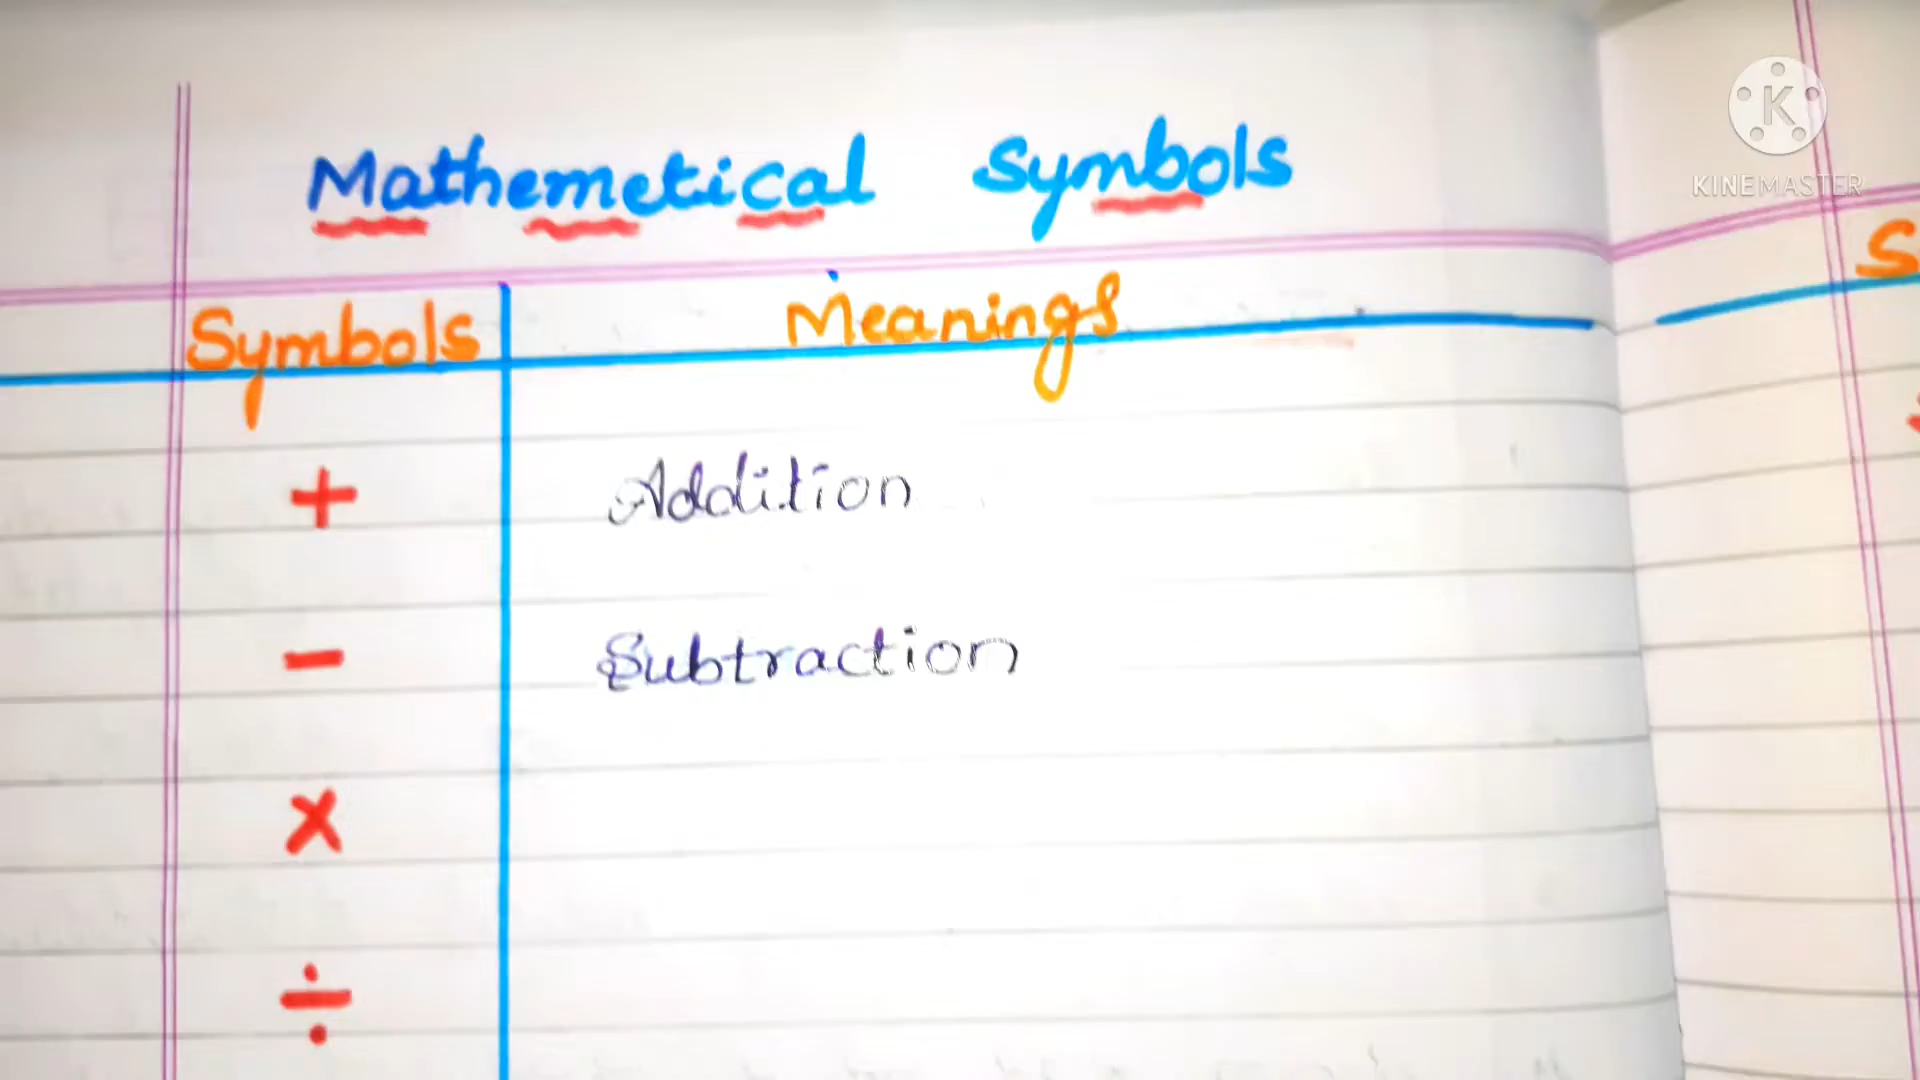 Mathemetical Symbols
KINEMASTER
Symbols Meanings
+ Addition
- Subtraction
×
÷